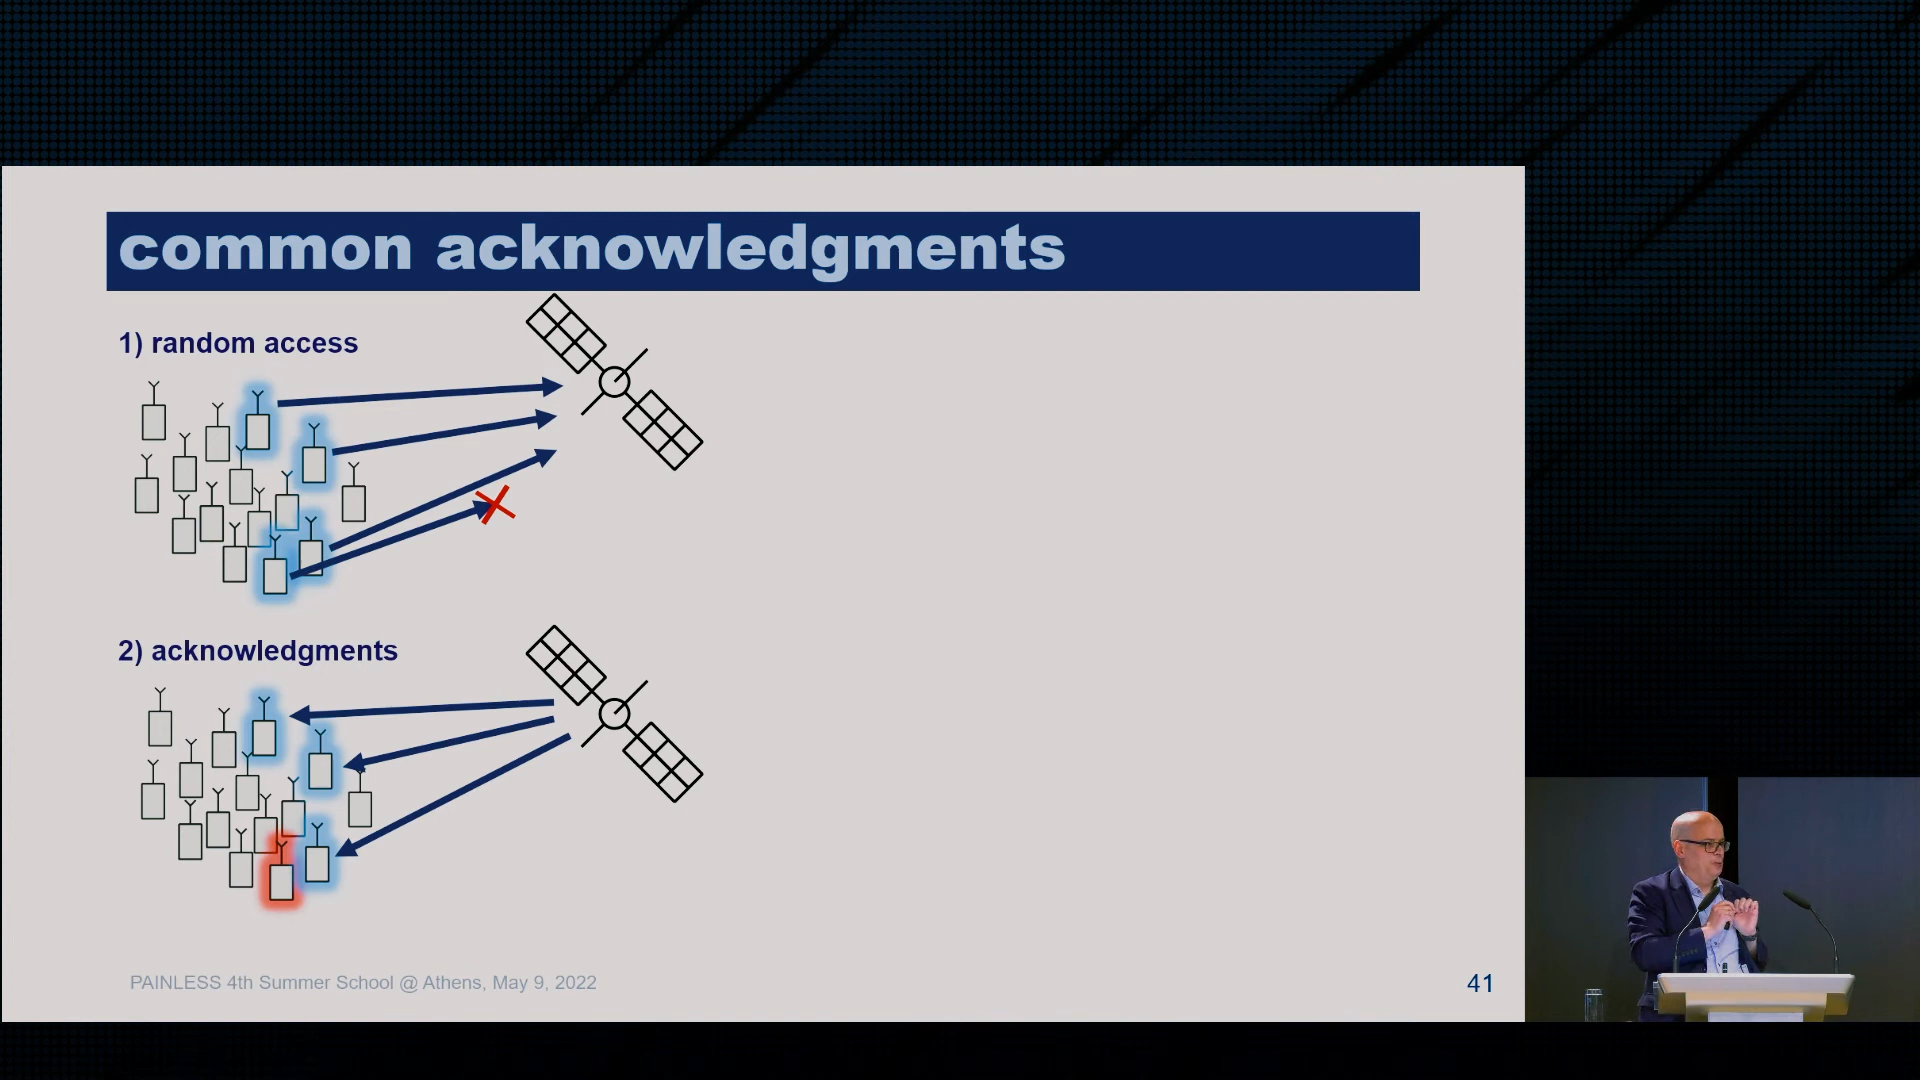 common acknowledgments
1) random access
2) acknowledgments
PAINLESS 4th Summer School @ Athens, May 9, 2022
41